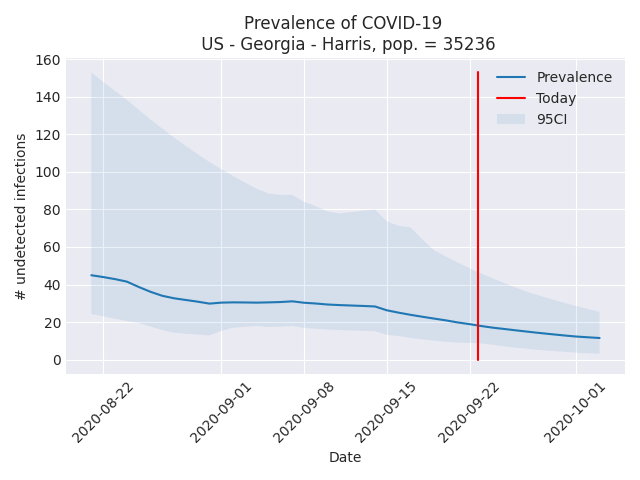 Prevalence of COVID-19
US - Georgia - Harris, pop. = 35236
Prevalence
Today
95CI
# undetected infections
160
140
120
100
80
60
40
20
0
2020-08-22
2020-09-01
2020-09-08
2020-09-15
2020-09-22
2020-10-01
Date